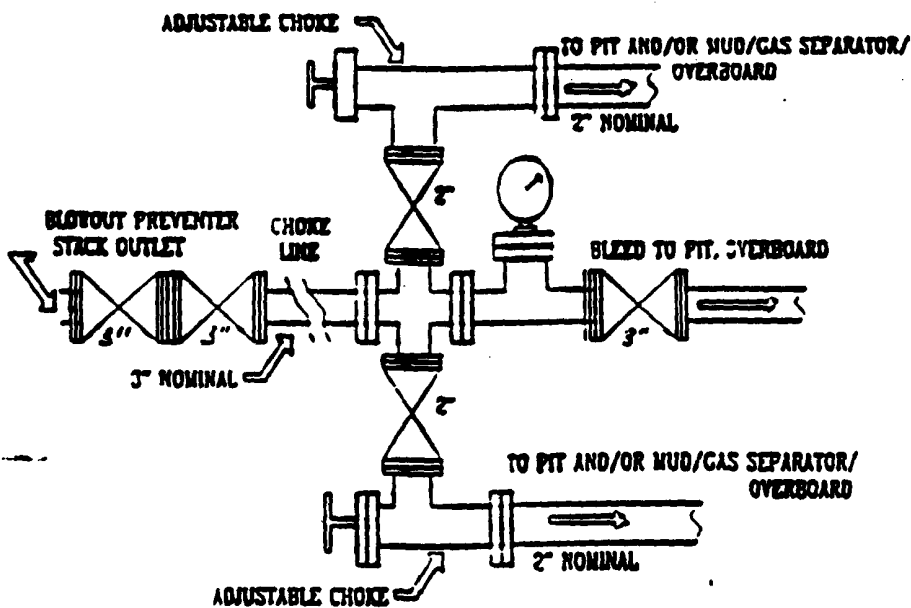 ADJUSTABLE CHOKE
TO PIT AND/OR MUD/GAS SEPARATOR/
OVERBOARD
2" NOMINAL
2"
BLOWOUT PREVENTER
STACK OUTLET
CHOKE
LINE
BLEED TO PIT, OVERBOARD
3"
3"
3"
3" NOMINAL
2"
TO PIT AND/OR MUD/GAS SEPARATOR/
OVERBOARD
2" NOMINAL
ADJUSTABLE CHOKE